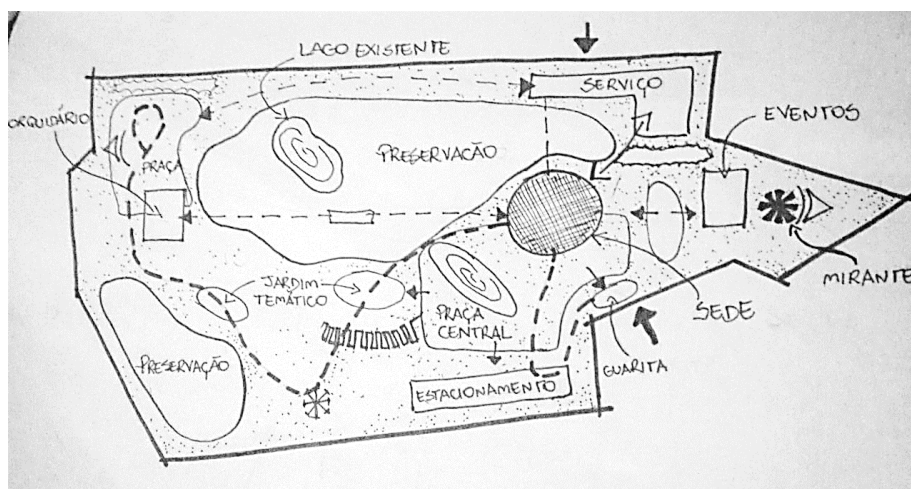 LAGO EXISTENTE
SERVIÇO
ORQUIDÁRIO
EVENTOS
PRAÇA
PRESERVAÇÃO
MIRANTE
JARDIM
TEMÁTICO
PRAÇA
CENTRAL
SEDE
PRESERVAÇÃO
GUARITA
ESTACIONAMENTO